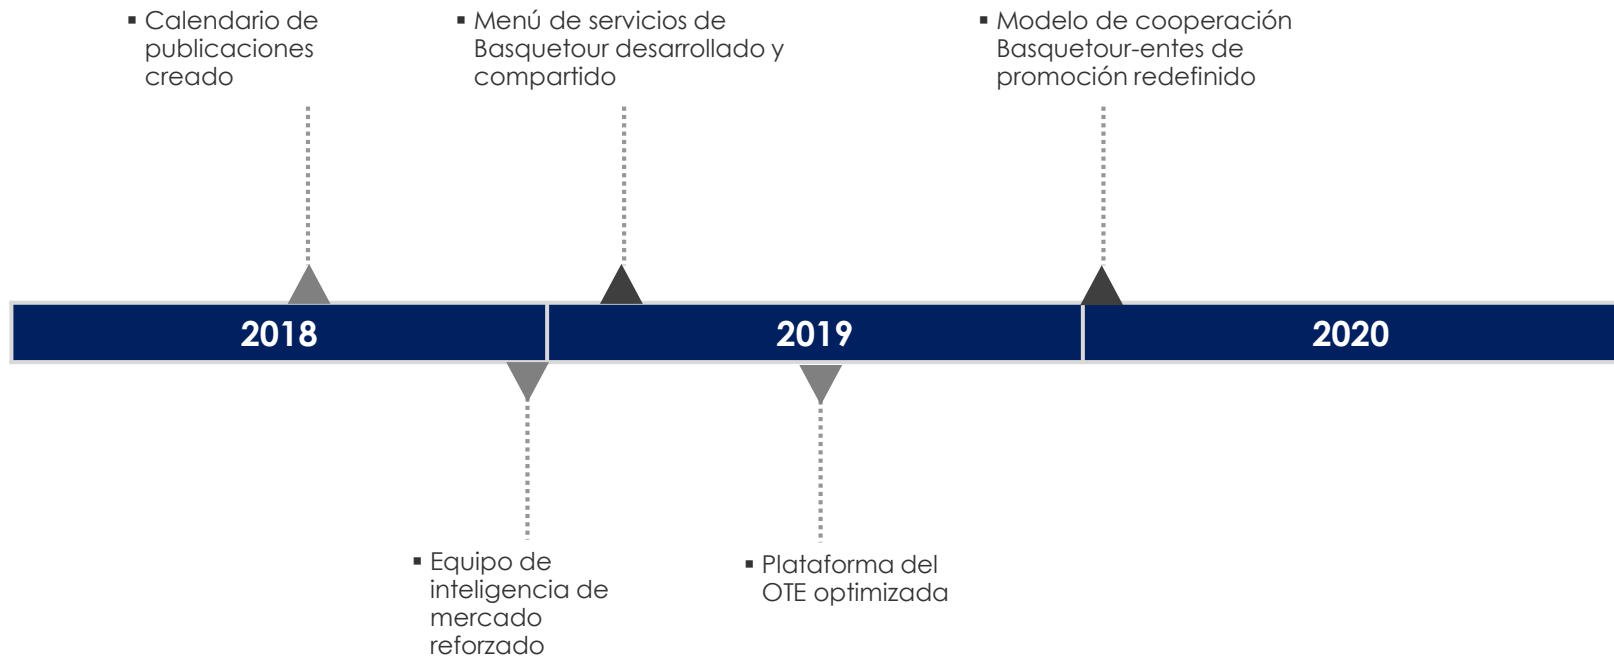 ▪ Calendario de
publicaciones
creado
▪ Menú de servicios de
Basquetour desarrollado y
compartido
▪ Modelo de cooperación
Basquetour-entes de
promoción redefinido
2018
2019
2020
▪ Equipo de
inteligencia de
mercado
reforzado
▪ Plataforma del
OTE optimizada